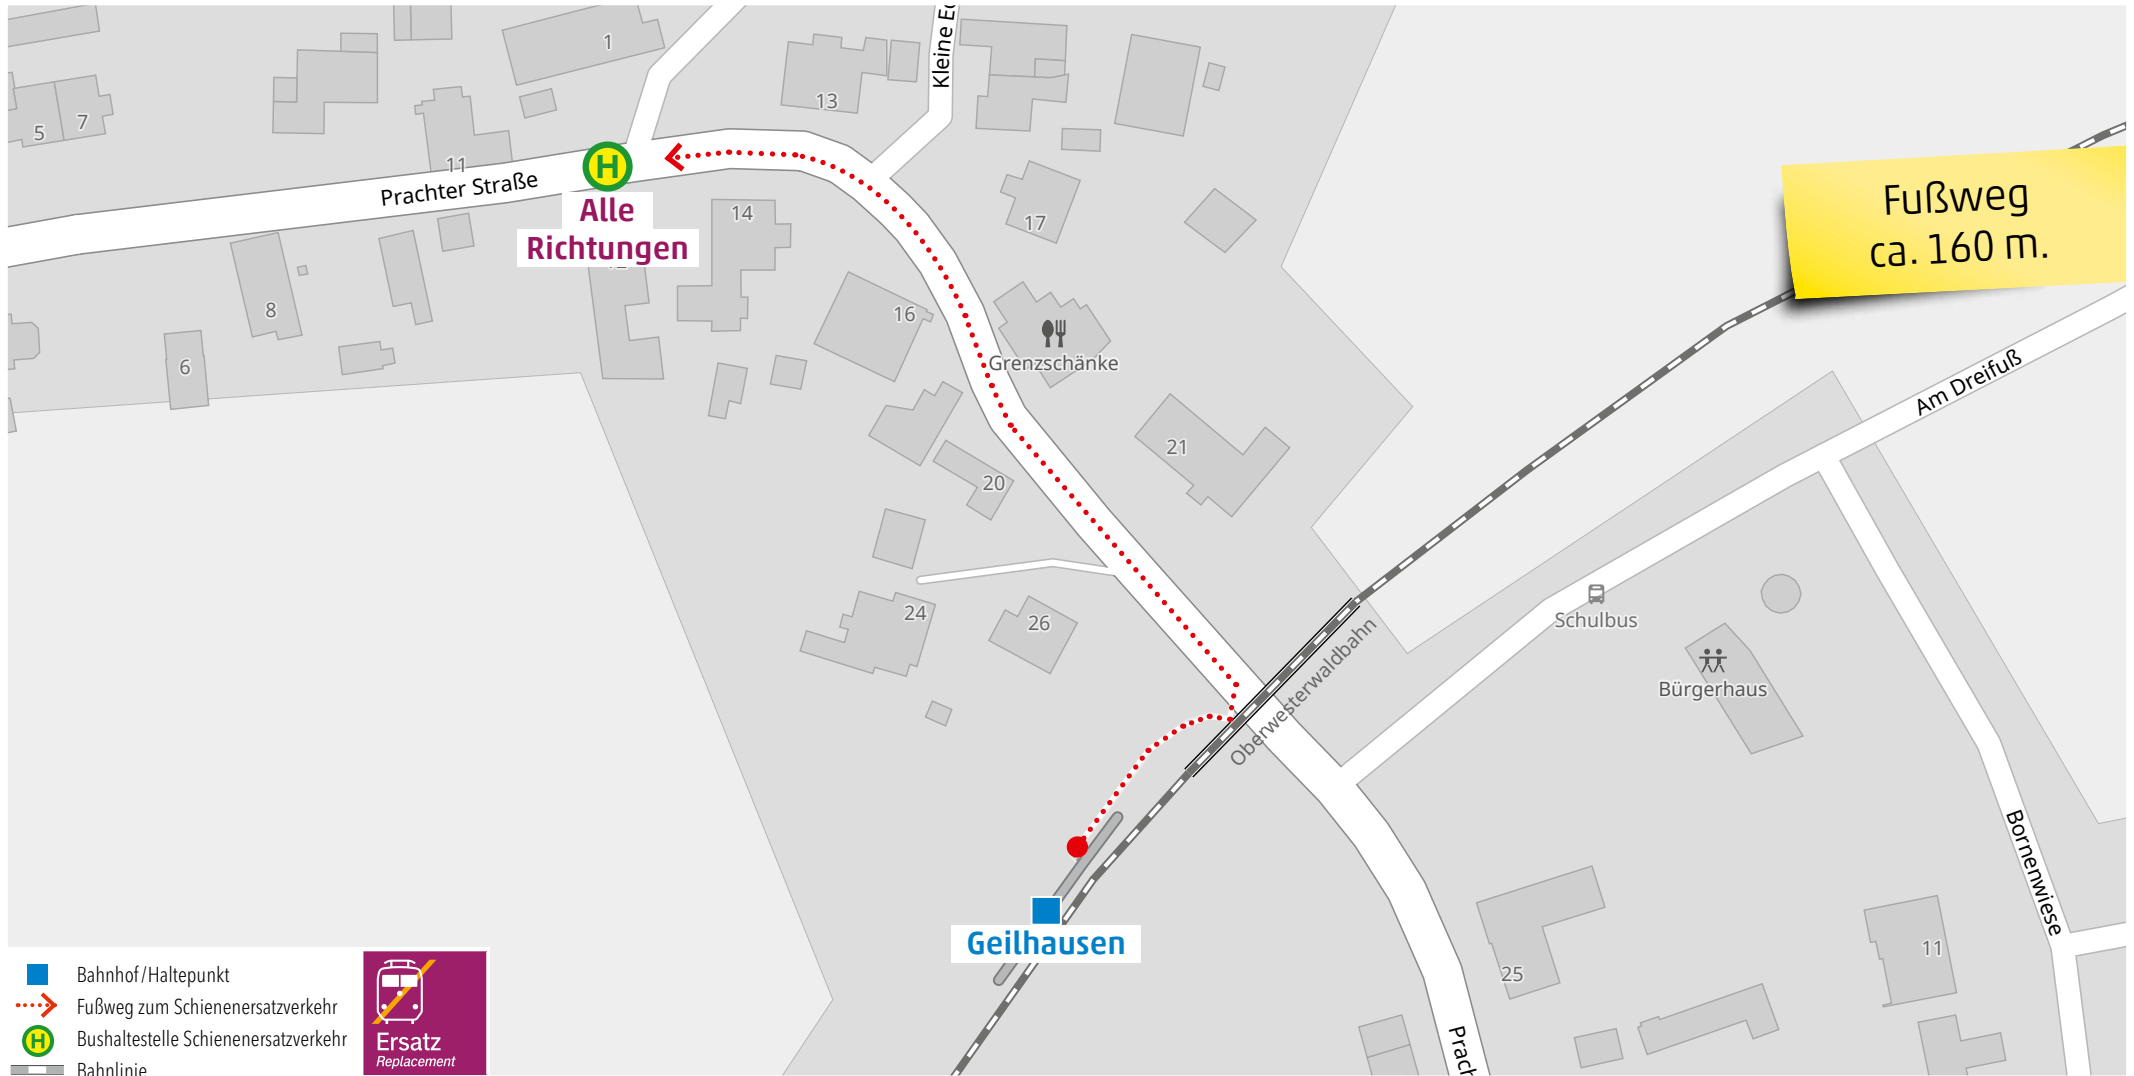 1
Kleine
13
5
7
11
Prachter Straße
H
Alle
Richtungen
14
17
Fußweg
ca. 160 m.
8
16
6
Grenzschänke
Am Dreifuß
21
20
24
26
Schulbus
Oberwesterwaldbahn
Bürgerhaus
Bornenwiese
Geilhausen
25
11
Bahnhof/Haltepunkt
Fußweg zum Schienenersatzverkehr
H
Bushaltestelle Schienenersatzverkehr
Bahnlinie
Ersatz
Replacement
Prach